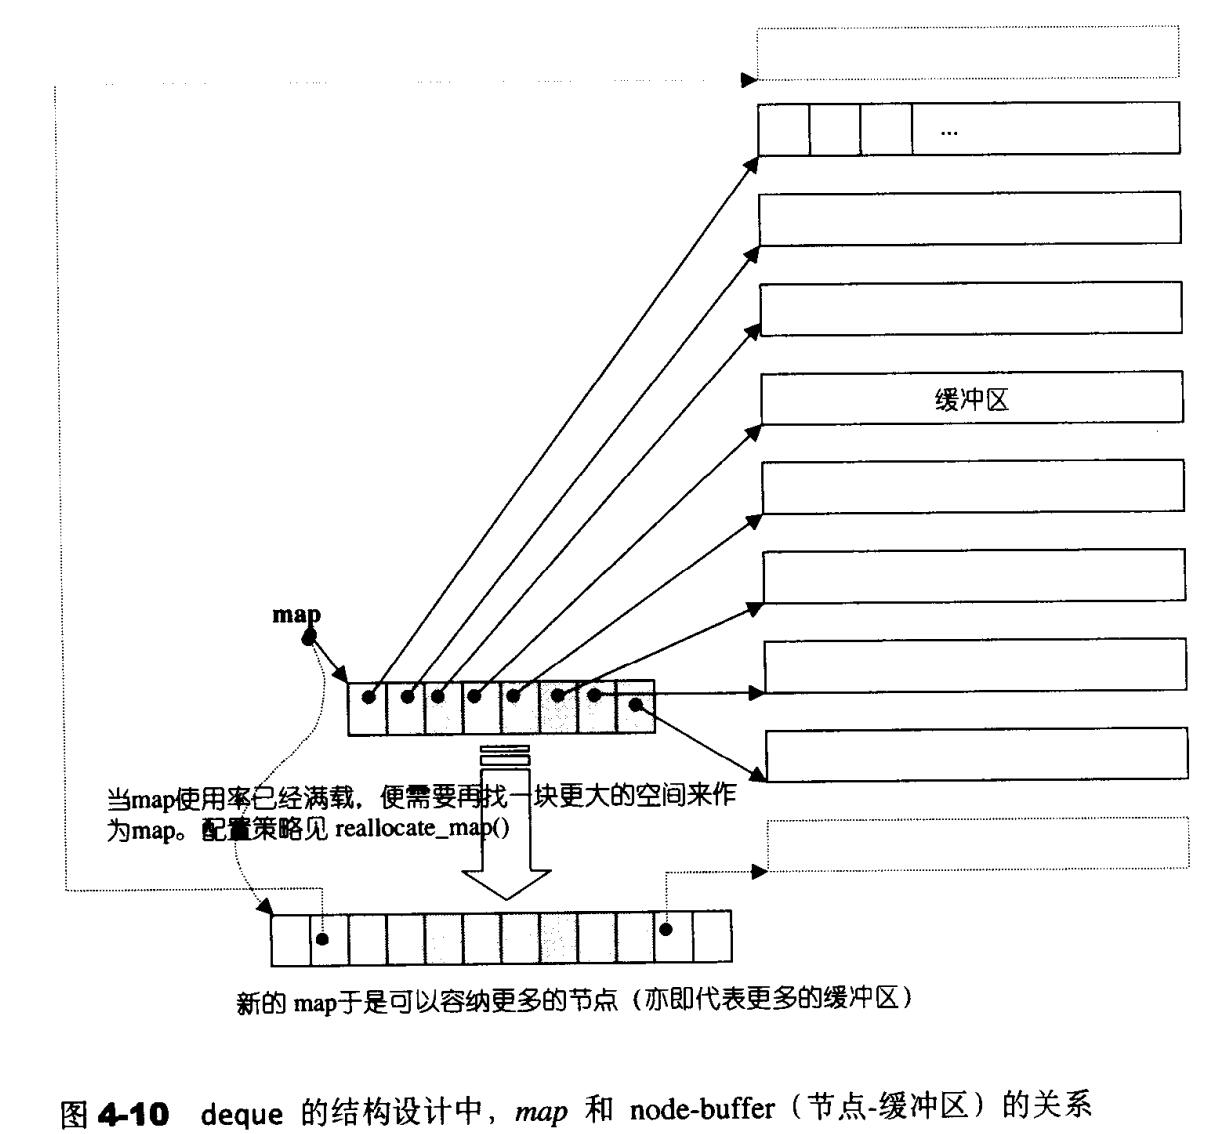 ...
缓冲区
map
当map使用率已经满载，便需要再找一块更大的空间来作
为map。配置策略见 reallocate_map()
新的 map于是可以容纳更多的节点（亦即代表更多的缓冲区）
图 4-10 deque 的结构设计中，map 和 node-buffer（节点-缓冲区）的关系